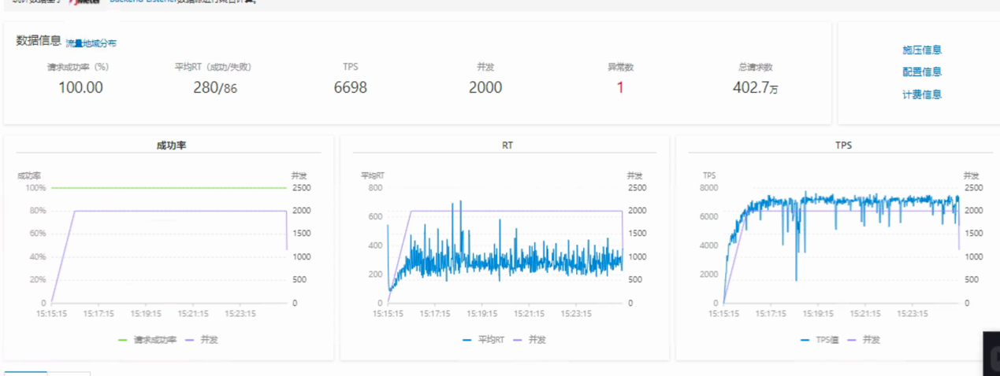 统计数据基于 JMeter Backend Listener数据源进行聚合计算。
数据信息 流量地域分布
请求成功率（%） 平均RT（成功/失败） TPS 并发 异常数 总请求数
100.00 280/86 6698 2000 1 402.7万
施压信息
配置信息
计费信息
成功率
成功率 并发
100% 2500
80% 2000
60% 1500
40% 1000
20% 500
0 0
15:15:15 15:17:15 15:19:15 15:21:15 15:23:15
请求成功率 并发
RT
平均RT 并发
800 2500
600 2000
1500
400 1000
200 500
0 0
15:15:15 15:17:15 15:19:15 15:21:15 15:23:15
平均RT 并发
TPS
TPS 并发
8000 2500
6000 2000
1500
4000 1000
2000 500
0 0
15:15:15 15:17:15 15:19:15 15:21:15 15:23:15
TPS值 并发